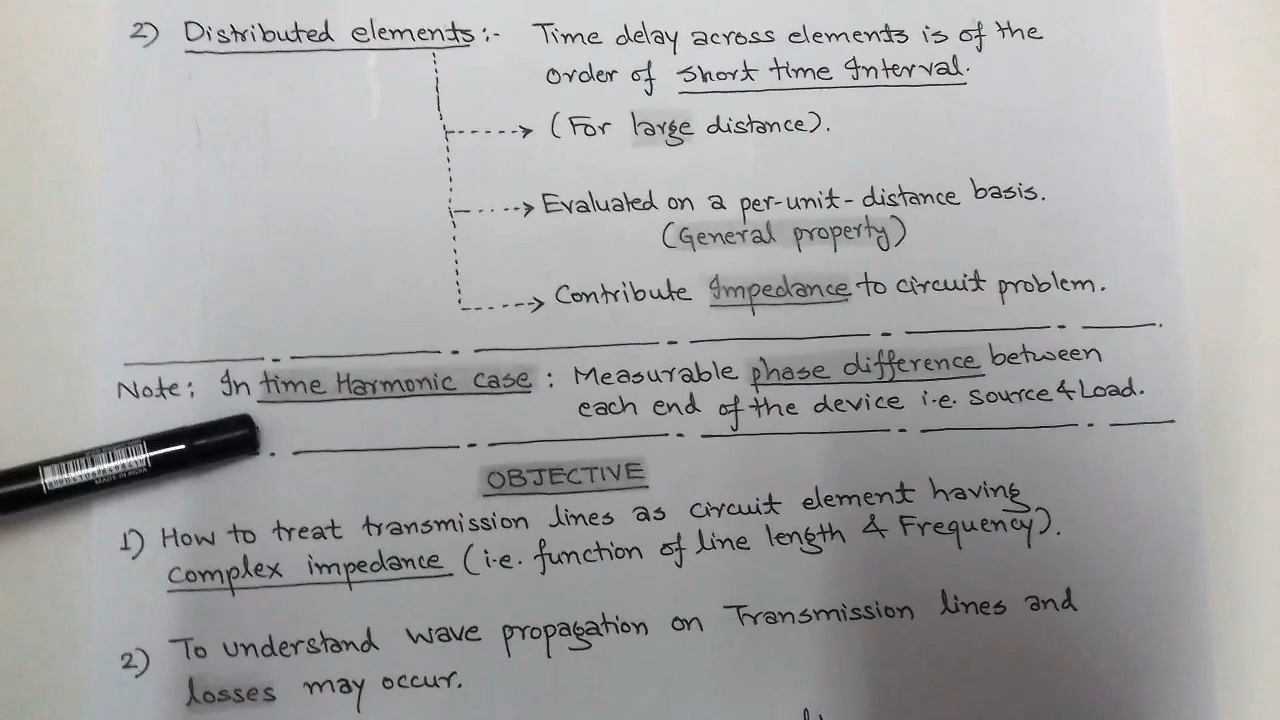 2) Distributed elements :- Time delay across elements is of the
order of short time Interval.
(For large distance).
Evaluated on a per-unit-distance basis.
(General property)
Contribute Impedance to circuit problem.
Note: In time Harmonic case : Measurable phase difference between
each end of the device i.e. source & Load.
OBJECTIVE
1) How to treat transmission lines as circuit element having
complex impedance (i.e. function of line length & Frequency).
2) To understand wave propagation on Transmission lines and
losses may occur.
MADE IN INDIA